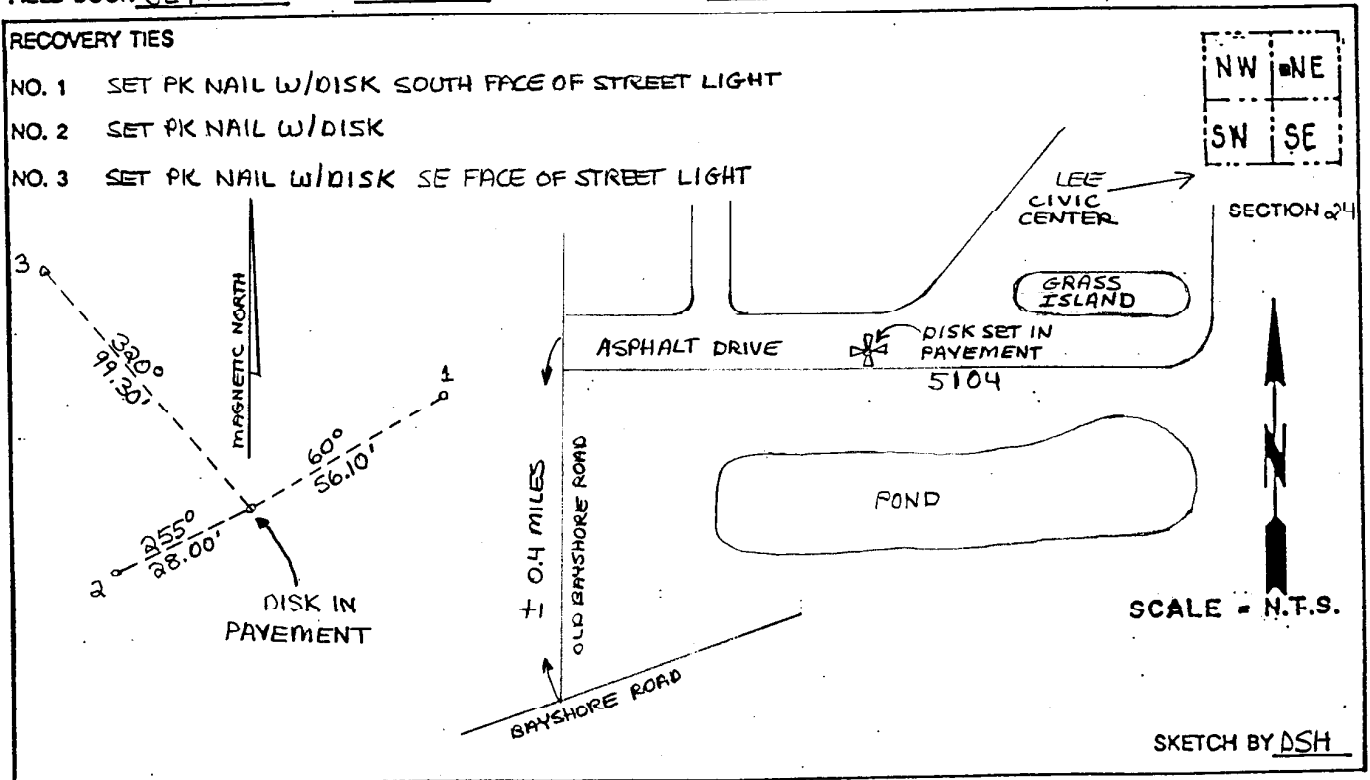 RECOVERY TIES
NO. 1 SET PK NAIL W/DISK SOUTH FACE OF STREET LIGHT
NO. 2 SET PK NAIL W/DISK
NO. 3 SET PK NAIL W/DISK SE FACE OF STREET LIGHT
NW NE
SW SE
SECTION 24
LEE
CIVIC
CENTER
3
MAGNETIC NORTH
320°
99.30'
1
60°
56.10'
255°
28.00'
2
DISK IN
PAVEMENT
ASPHALT DRIVE
DISK SET IN
PAVEMENT
5104
GRASS
ISLAND
± 0.4 MILES
OLD BAYSHORE ROAD
POND
BAYSHORE ROAD
N
SCALE = N.T.S.
SKETCH BY DSH